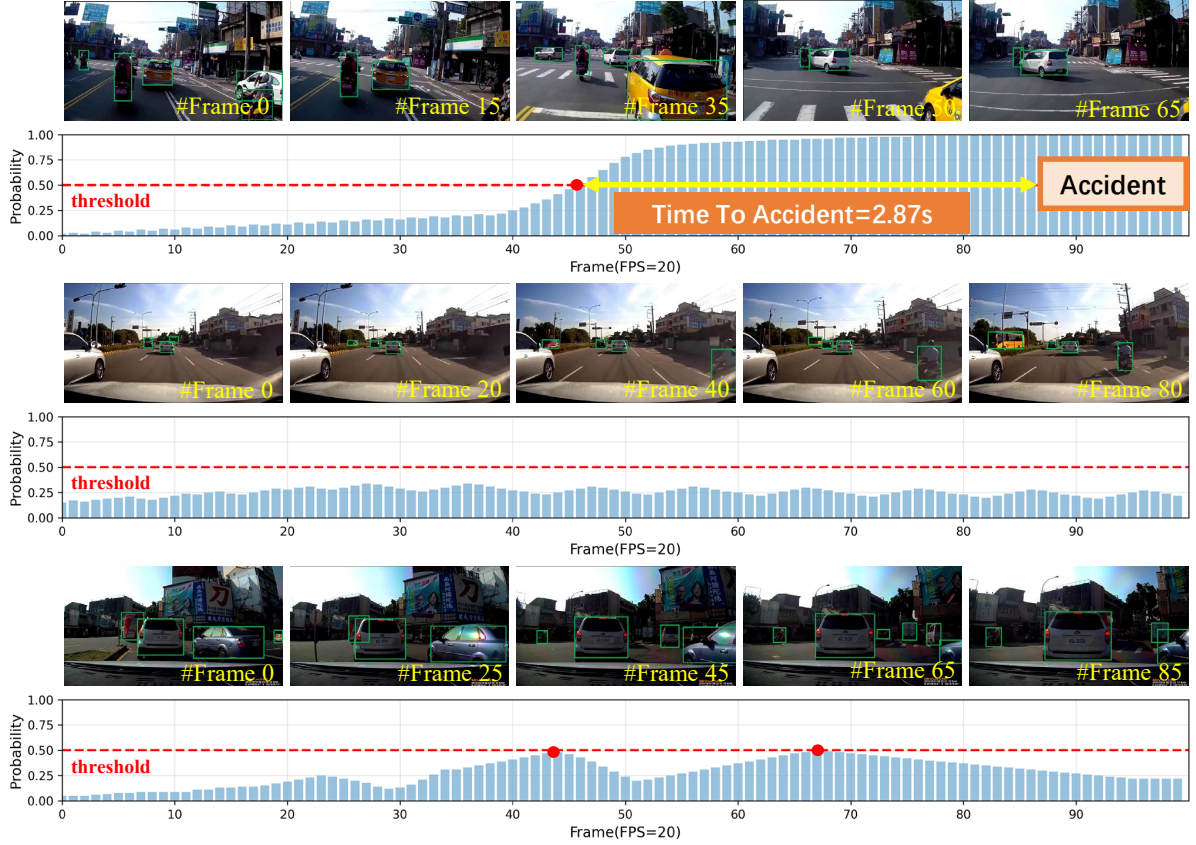 #Frame 0
#Frame 15
#Frame 35
#Frame 50
#Frame 65
1.00
0.75
0.50
0.25
0.00
Probability
threshold
Accident
Time To Accident=2.87s
0 10 20 30 40 50 60 70 80 90
Frame(FPS=20)
#Frame 0
#Frame 20
#Frame 40
#Frame 60
#Frame 80
1.00
0.75
0.50
0.25
0.00
Probability
threshold
0 10 20 30 40 50 60 70 80 90
Frame(FPS=20)
刀
#Frame 0
#Frame 25
#Frame 45
#Frame 65
#Frame 85
1.00
0.75
0.50
0.25
0.00
Probability
threshold
0 10 20 30 40 50 60 70 80 90
Frame(FPS=20)